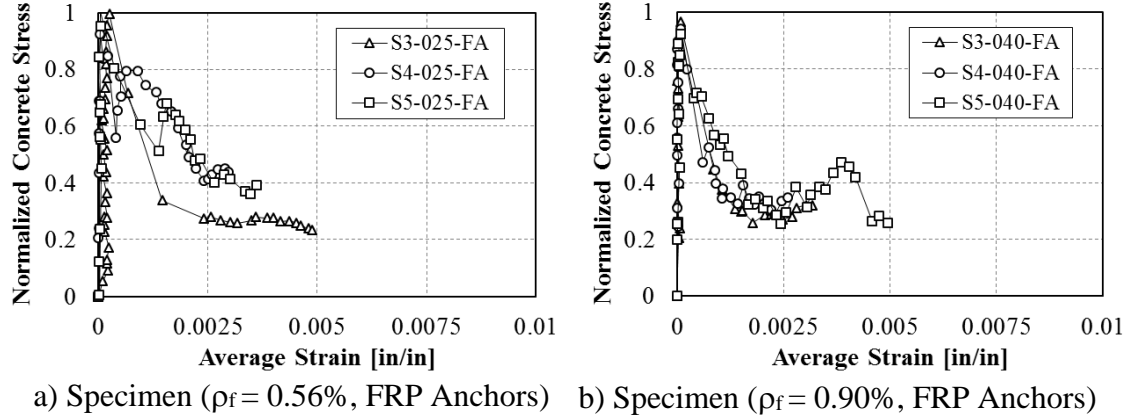 Normalized Concrete Stress
1
0.8
0.6
0.4
0.2
0
S3-025-FA
S4-025-FA
S5-025-FA
0 0.0025 0.005 0.0075 0.01
Average Strain [in/in]
a) Specimen (ρf = 0.56%, FRP Anchors)
Normalized Concrete Stress
1
0.8
0.6
0.4
0.2
0
S3-040-FA
S4-040-FA
S5-040-FA
0 0.0025 0.005 0.0075 0.01
Average Strain [in/in]
b) Specimen (ρf = 0.90%, FRP Anchors)